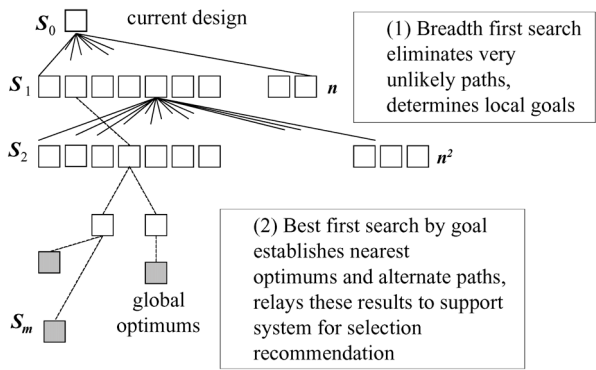 S0
current design
(1) Breadth first search
eliminates very
unlikely paths,
determines local goals
S1
n
S2
n²
(2) Best first search by goal
establishes nearest
optimums and alternate paths,
relays these results to support
system for selection
recommendation
global
optimums
Sm